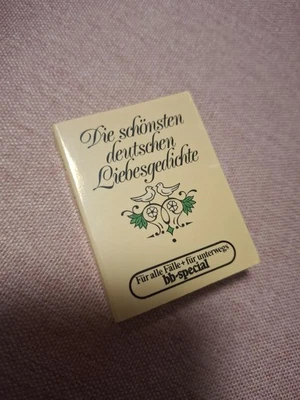 Die schönsten
deutschen
Liebesgedichte
Für alle Fälle + für unterwegs
bb-special